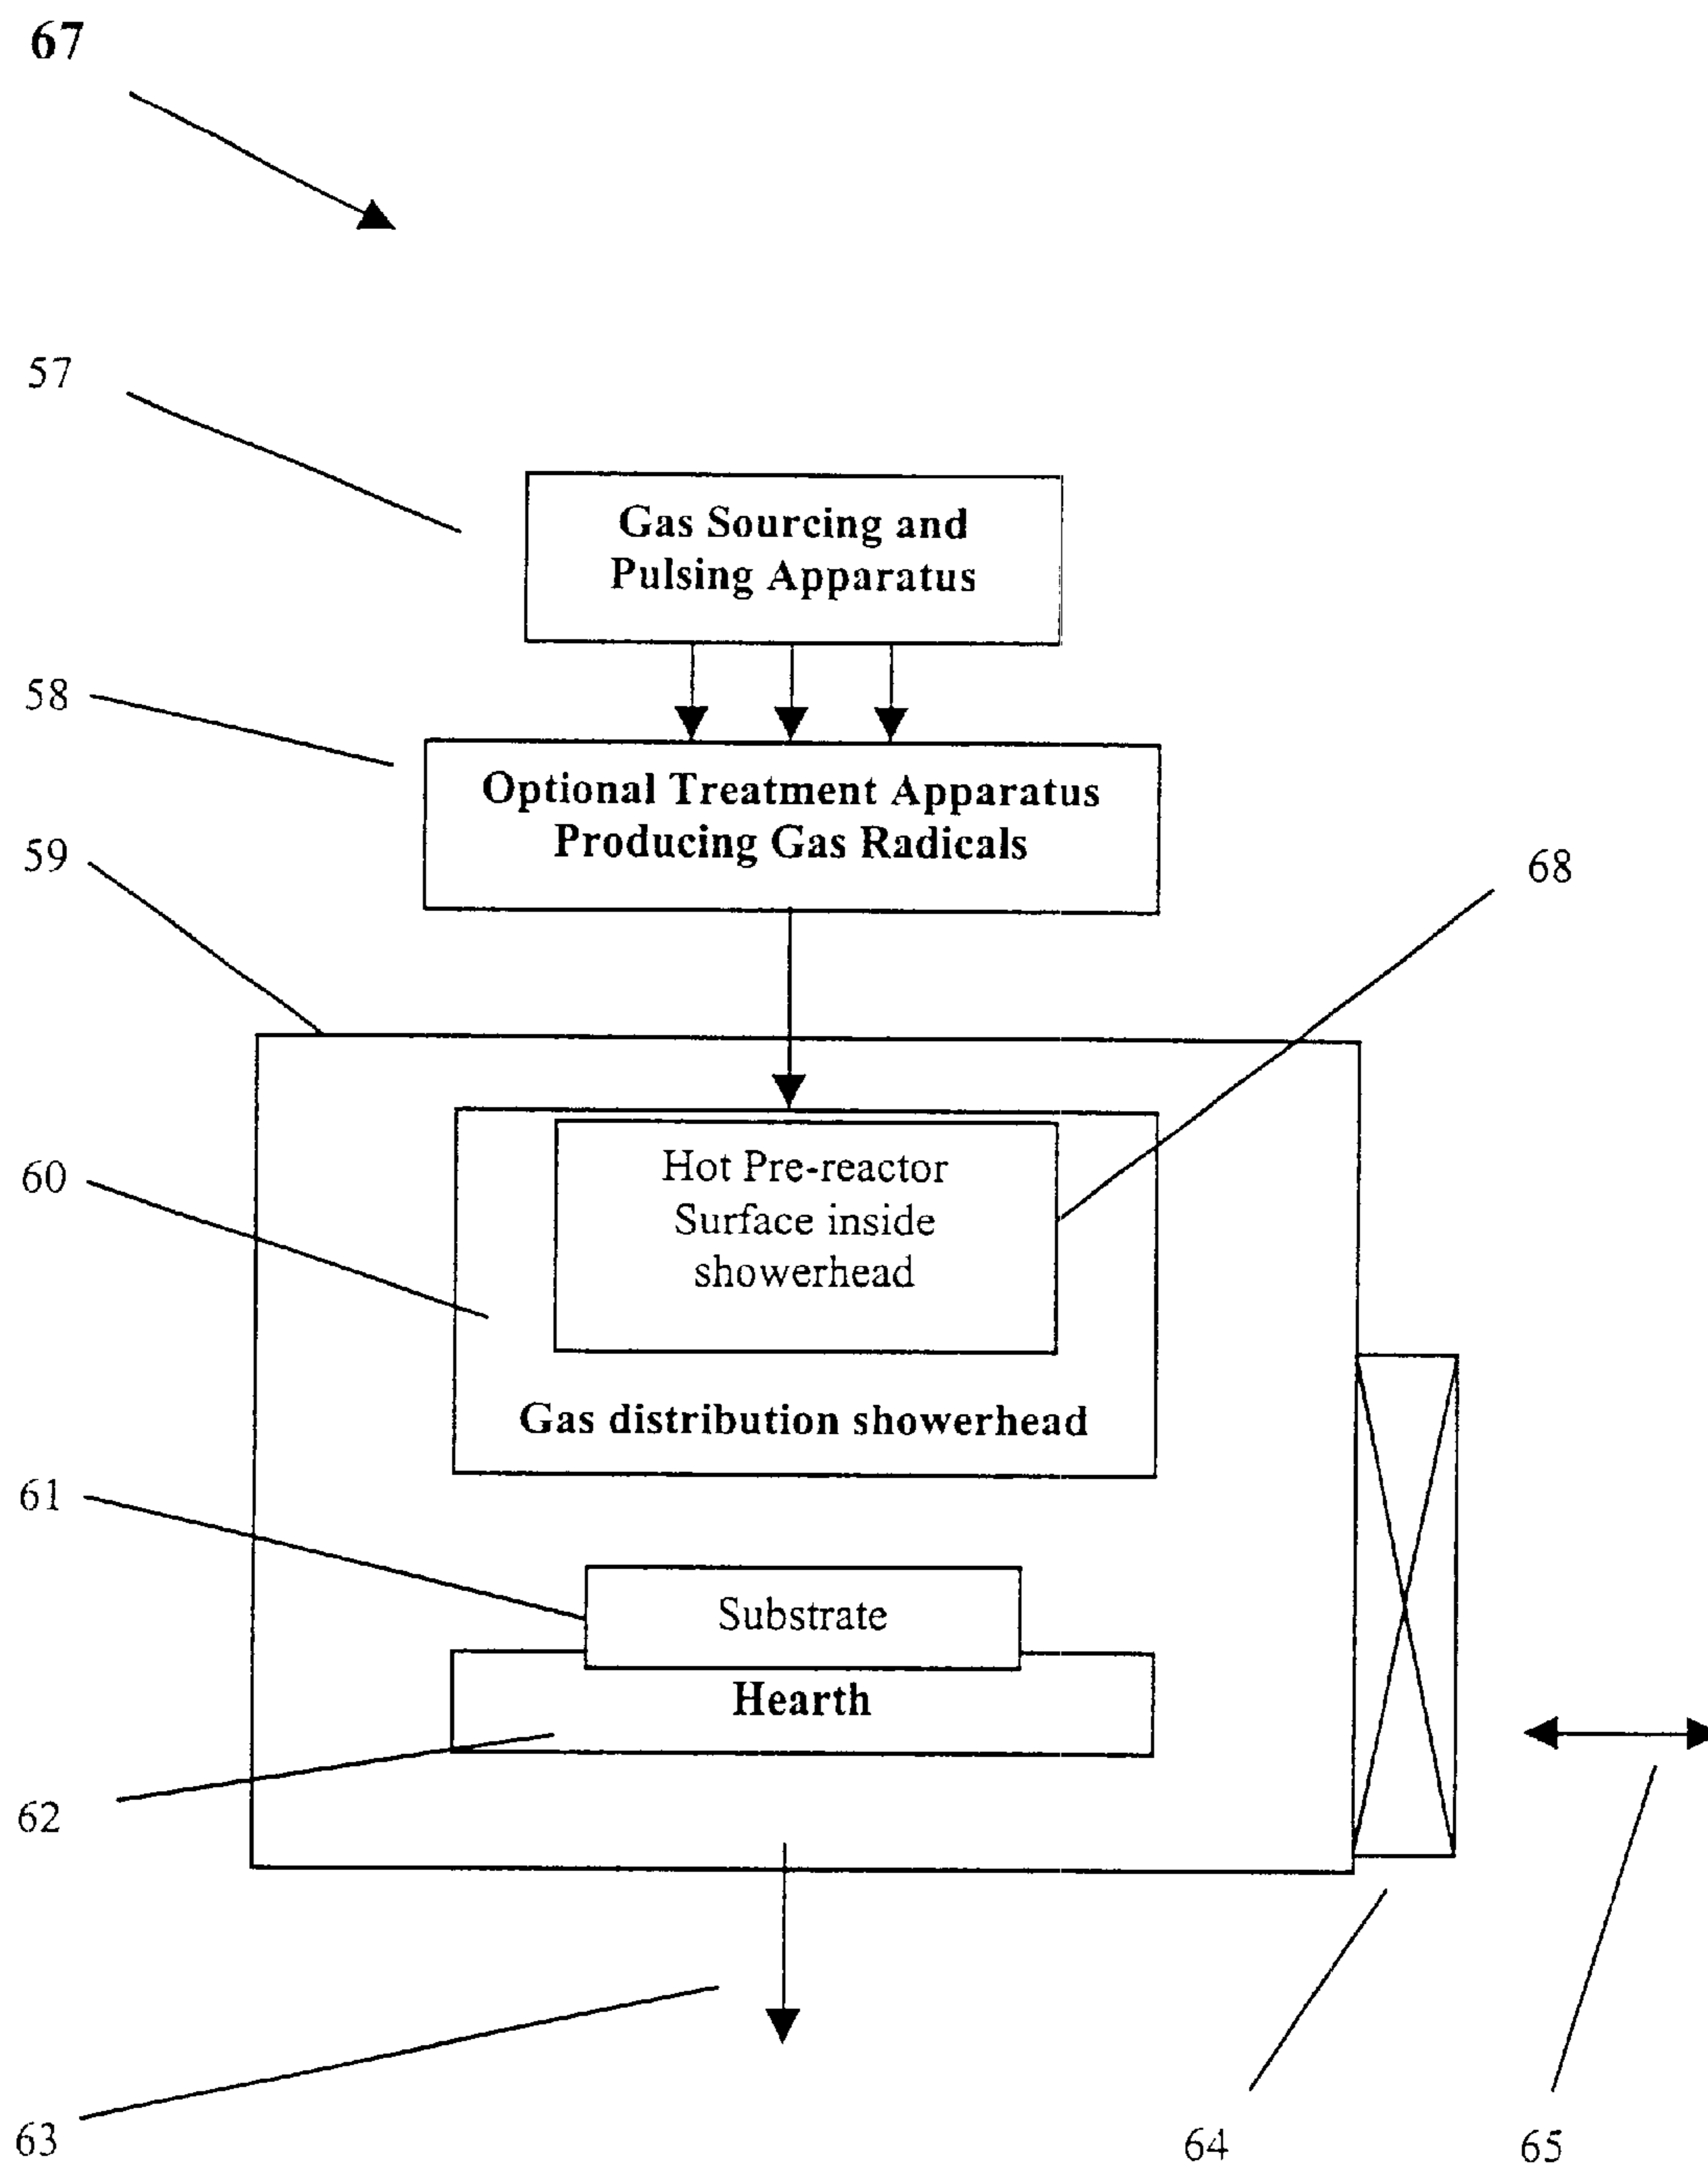 67
57
Gas Sourcing and
Pulsing Apparatus
58
Optional Treatment Apparatus
Producing Gas Radicals
59
68
Hot Pre-reactor
Surface inside
showerhead
60
Gas distribution showerhead
61
Substrate
Hearth
62
63
64
65